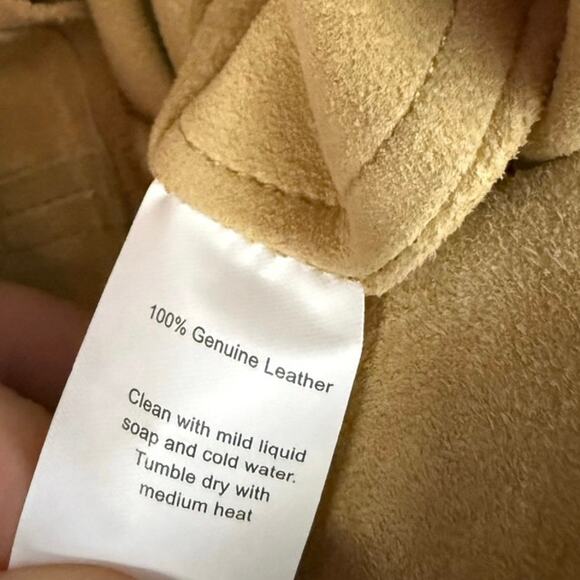 100% Genuine Leather
Clean with mild liquid
soap and cold water.
Tumble dry with
medium heat